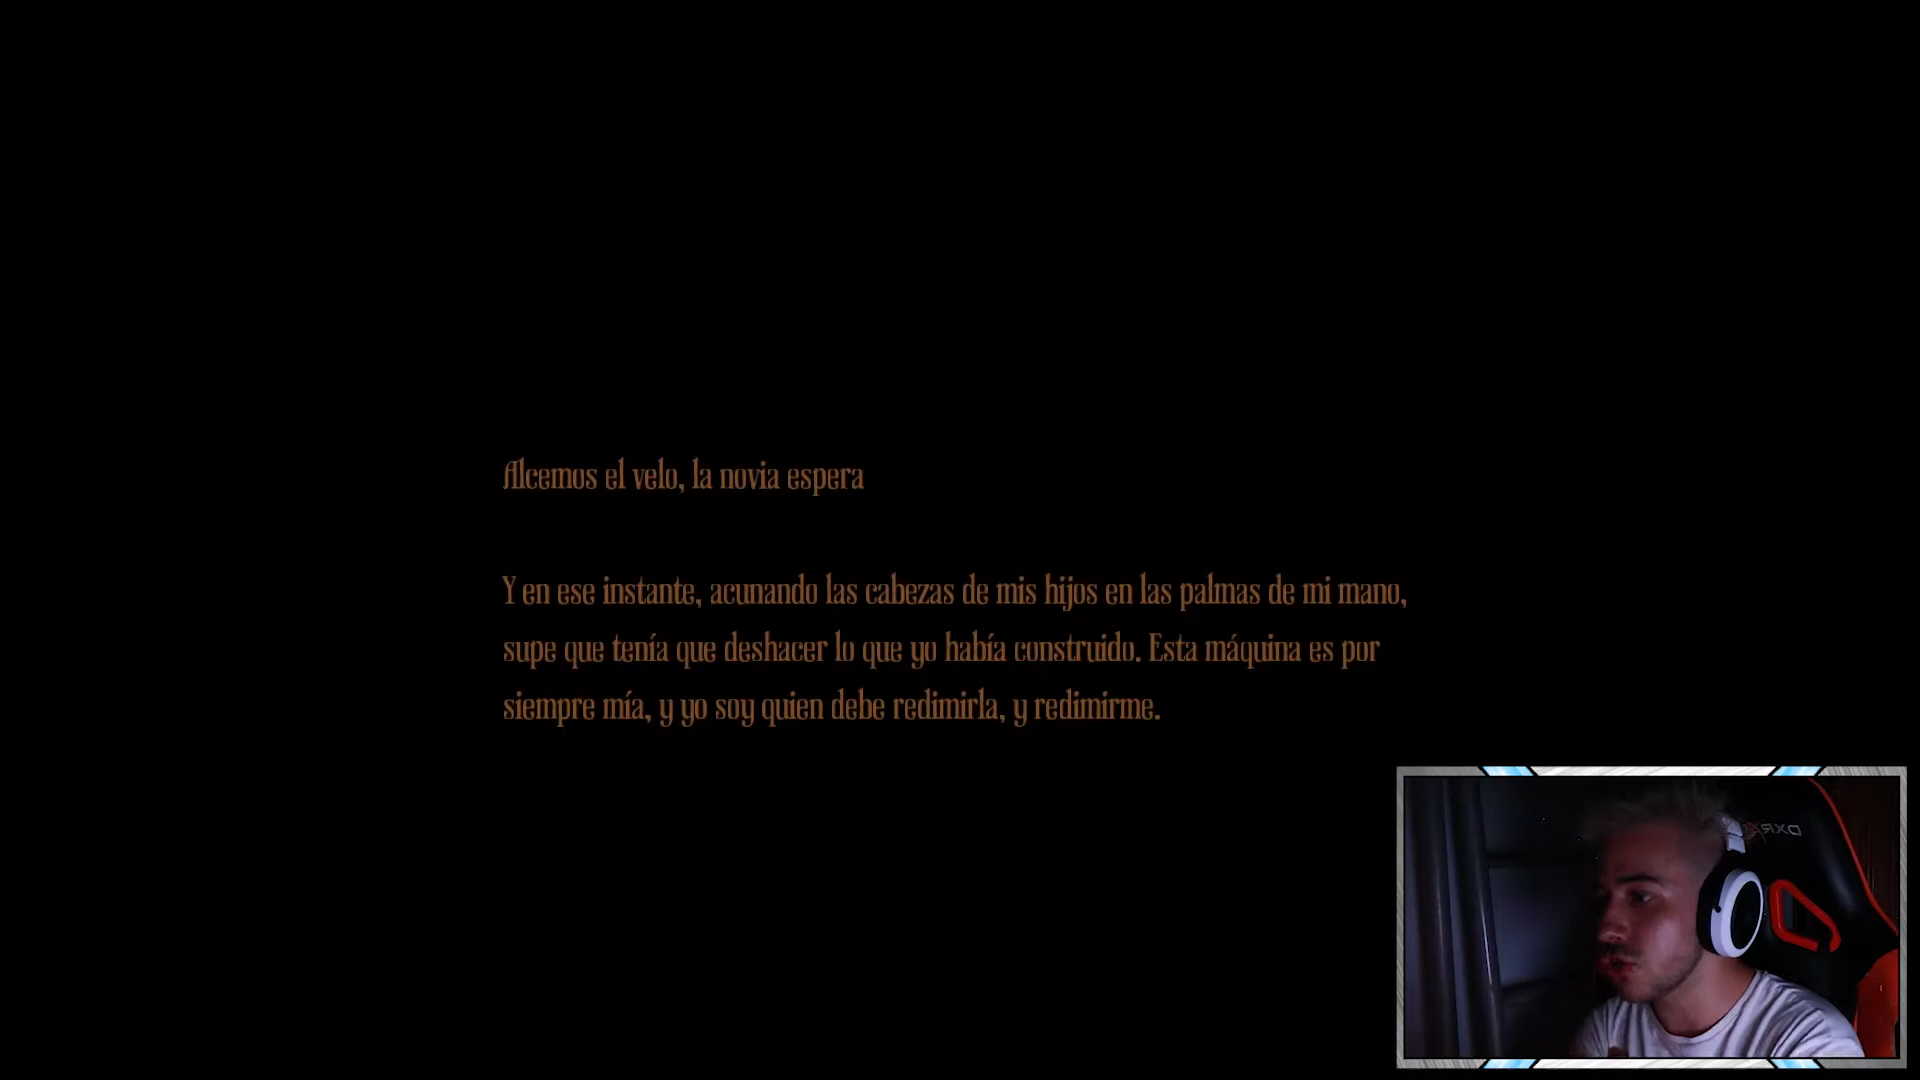 Alcemos el velo, la novia espera
Y en ese instante, acunando las cabezas de mis hijos en las palmas de mi mano,
supe que tenía que deshacer lo que yo había construido. Esta máquina es por
siempre mía, y yo soy quien debe redimirla, y redimirme.